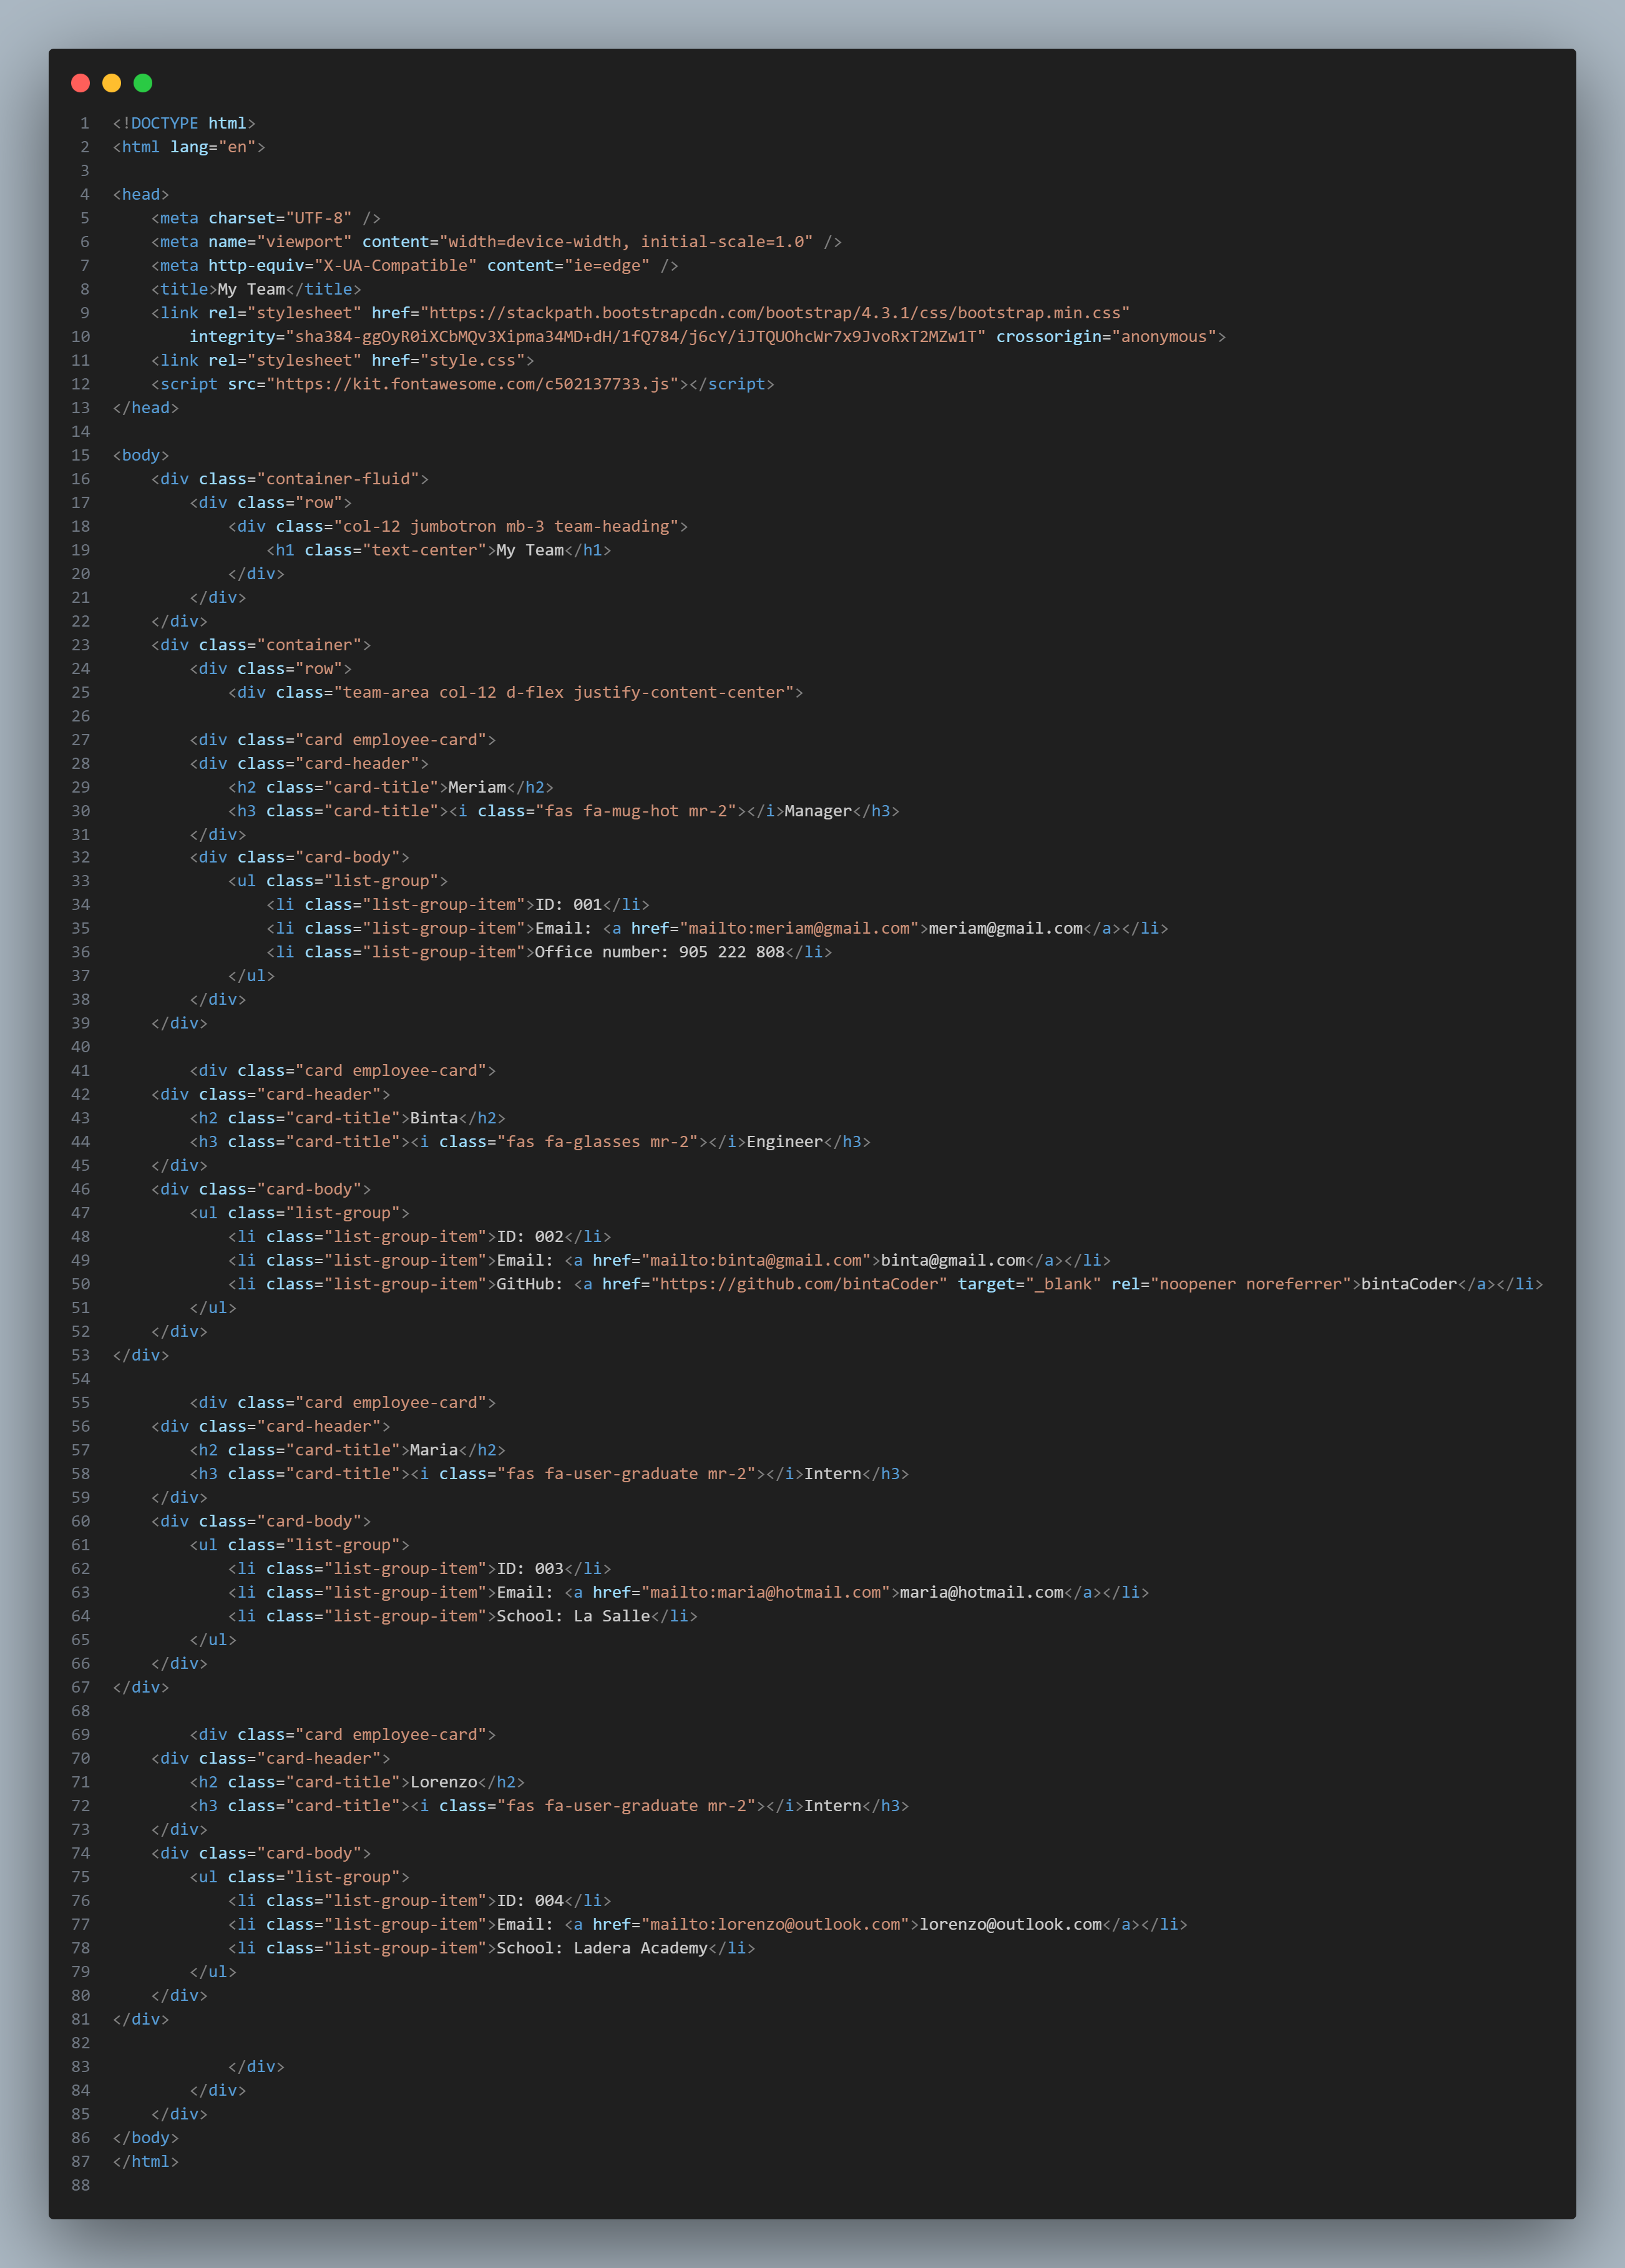 1 <!DOCTYPE html>
2 <html lang="en">
3
4 <head>
5     <meta charset="UTF-8" />
6     <meta name="viewport" content="width=device-width, initial-scale=1.0" />
7     <meta http-equiv="X-UA-Compatible" content="ie=edge" />
8     <title>My Team</title>
9     <link rel="stylesheet" href="https://stackpath.bootstrapcdn.com/bootstrap/4.3.1/css/bootstrap.min.css"
10         integrity="sha384-ggOyR0iXCbMQv3Xipma34MD+dH/1fQ784/j6cY/iJTQUOhcWr7x9JvoRxT2MZw1T" crossorigin="anonymous">
11     <link rel="stylesheet" href="style.css">
12     <script src="https://kit.fontawesome.com/c502137733.js"></script>
13 </head>
14
15 <body>
16     <div class="container-fluid">
17         <div class="row">
18             <div class="col-12 jumbotron mb-3 team-heading">
19                 <h1 class="text-center">My Team</h1>
20             </div>
21         </div>
22     </div>
23     <div class="container">
24         <div class="row">
25             <div class="team-area col-12 d-flex justify-content-center">
26
27         <div class="card employee-card">
28         <div class="card-header">
29             <h2 class="card-title">Meriam</h2>
30             <h3 class="card-title"><i class="fas fa-mug-hot mr-2"></i>Manager</h3>
31         </div>
32         <div class="card-body">
33             <ul class="list-group">
34                 <li class="list-group-item">ID: 001</li>
35                 <li class="list-group-item">Email: <a href="mailto:meriam@gmail.com">meriam@gmail.com</a></li>
36                 <li class="list-group-item">Office number: 905 222 808</li>
37             </ul>
38         </div>
39     </div>
40
41         <div class="card employee-card">
42     <div class="card-header">
43         <h2 class="card-title">Binta</h2>
44         <h3 class="card-title"><i class="fas fa-glasses mr-2"></i>Engineer</h3>
45     </div>
46     <div class="card-body">
47         <ul class="list-group">
48             <li class="list-group-item">ID: 002</li>
49             <li class="list-group-item">Email: <a href="mailto:binta@gmail.com">binta@gmail.com</a></li>
50             <li class="list-group-item">GitHub: <a href="https://github.com/bintaCoder" target="_blank" rel="noopener noreferrer">bintaCoder</a></li>
51         </ul>
52     </div>
53 </div>
54
55         <div class="card employee-card">
56     <div class="card-header">
57         <h2 class="card-title">Maria</h2>
58         <h3 class="card-title"><i class="fas fa-user-graduate mr-2"></i>Intern</h3>
59     </div>
60     <div class="card-body">
61         <ul class="list-group">
62             <li class="list-group-item">ID: 003</li>
63             <li class="list-group-item">Email: <a href="mailto:maria@hotmail.com">maria@hotmail.com</a></li>
64             <li class="list-group-item">School: La Salle</li>
65         </ul>
66     </div>
67 </div>
68
69         <div class="card employee-card">
70     <div class="card-header">
71         <h2 class="card-title">Lorenzo</h2>
72         <h3 class="card-title"><i class="fas fa-user-graduate mr-2"></i>Intern</h3>
73     </div>
74     <div class="card-body">
75         <ul class="list-group">
76             <li class="list-group-item">ID: 004</li>
77             <li class="list-group-item">Email: <a href="mailto:lorenzo@outlook.com">lorenzo@outlook.com</a></li>
78             <li class="list-group-item">School: Ladera Academy</li>
79         </ul>
80     </div>
81 </div>
82
83             </div>
84         </div>
85     </div>
86 </body>
87 </html>
88